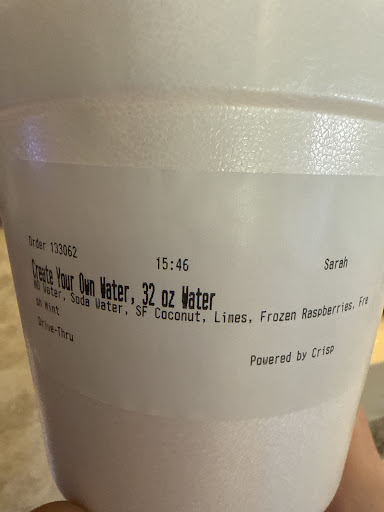 Order 133062
15:46
Sarah
Create Your Own Water, 32 oz Water
NO Water, Soda Water, SF Coconut, Limes, Frozen Raspberries, Fre
sh Mint
Drive-Thru
Powered by Crisp